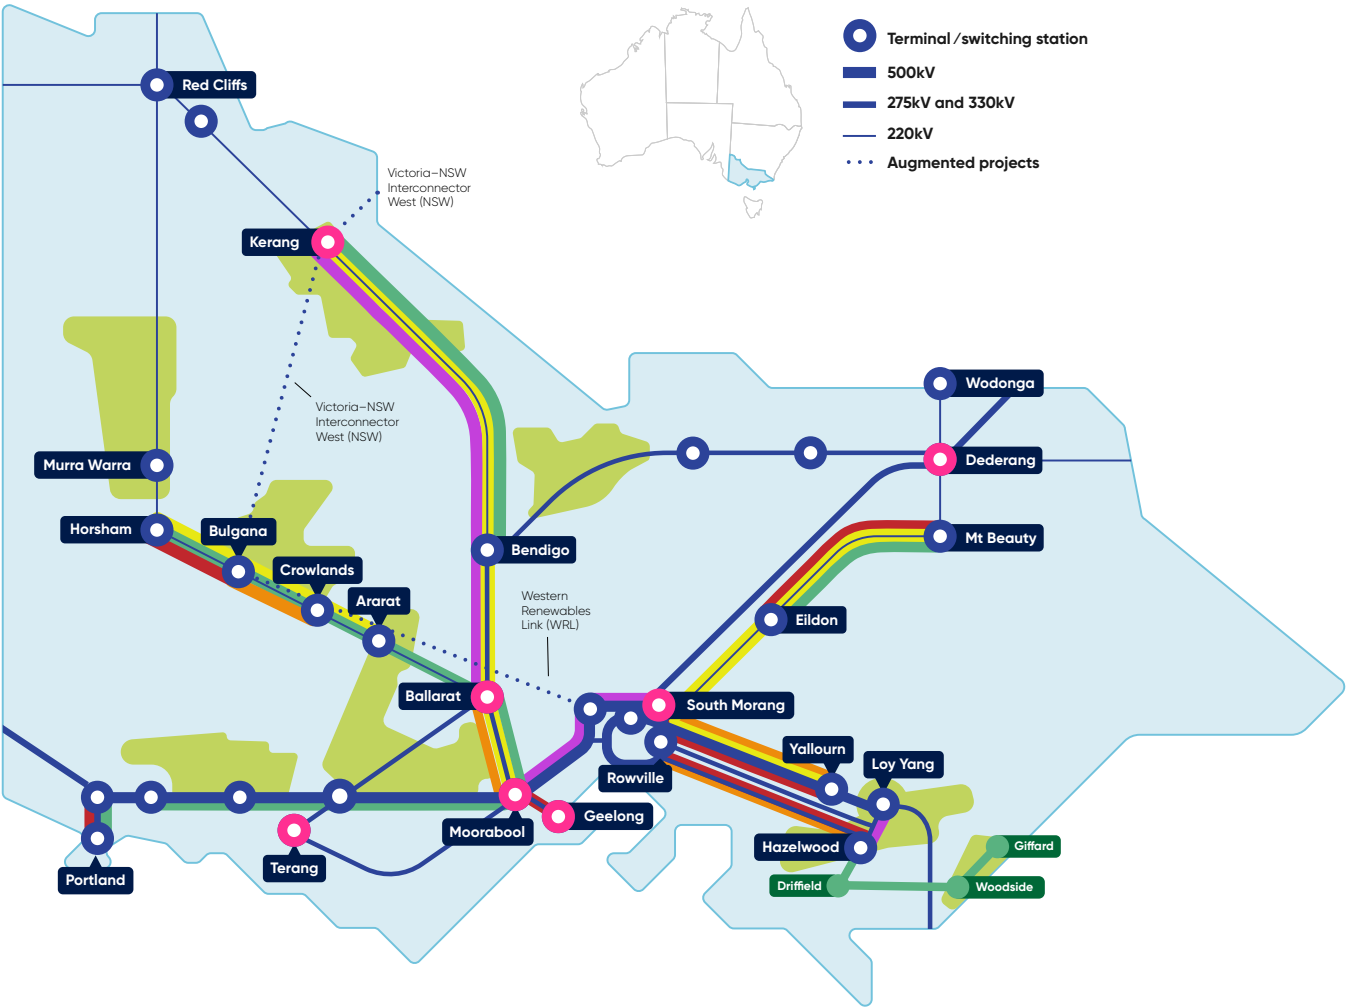 Terminal/switching station
500kV
275kV and 330kV
220kV
Augmented projects
Red Cliffs
Victoria–NSW
Interconnector
West (NSW)
Kerang
Victoria–NSW
Interconnector
West (NSW)
Wodonga
Dederang
Murra Warra
Horsham
Bulgana
Crowlands
Ararat
Bendigo
Mt Beauty
Western
Renewables
Link (WRL)
Eildon
Ballarat
South Morang
Yallourn
Loy Yang
Rowville
Geelong
Moorabool
Hazelwood
Giffard
Terang
Portland
Driffield
Woodside